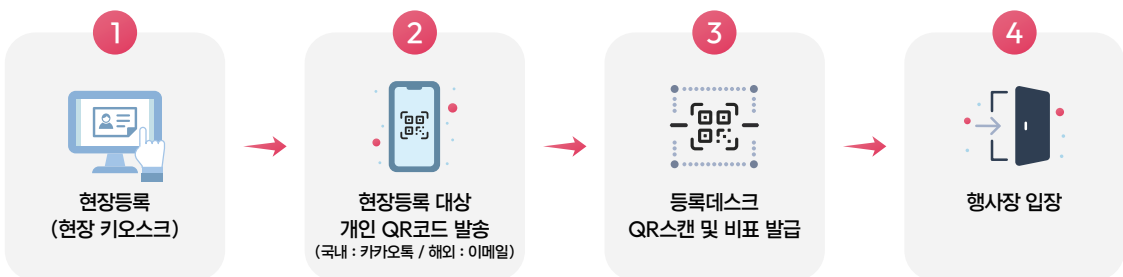 1
현장등록
(현장 키오스크)
2
현장등록 대상
개인 QR코드 발송
(국내 : 카카오톡 / 해외 : 이메일)
3
등록데스크
QR스캔 및 비표 발급
4
행사장 입장